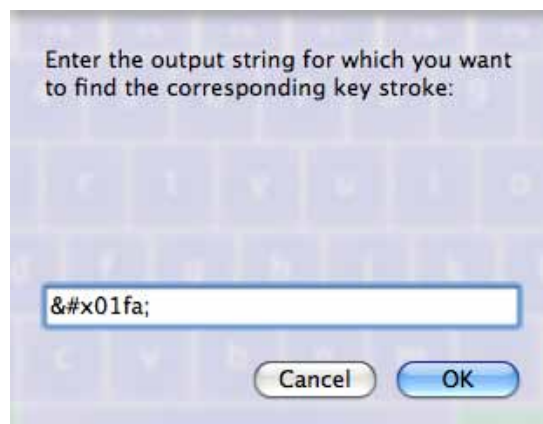 Enter the output string for which you want
to find the corresponding key stroke:
&#x01fa;
Cancel OK